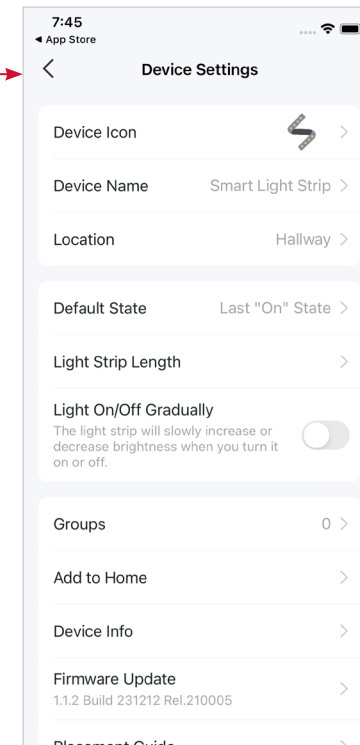 7:45
◀ App Store
Device Settings
Device Icon
Device Name Smart Light Strip
Location Hallway
Default State Last "On" State
Light Strip Length
Light On/Off Gradually
The light strip will slowly increase or
decrease brightness when you turn it
on or off.
Groups 0
Add to Home
Device Info
Firmware Update
1.1.2 Build 231212 Rel.210005
Placement Guide